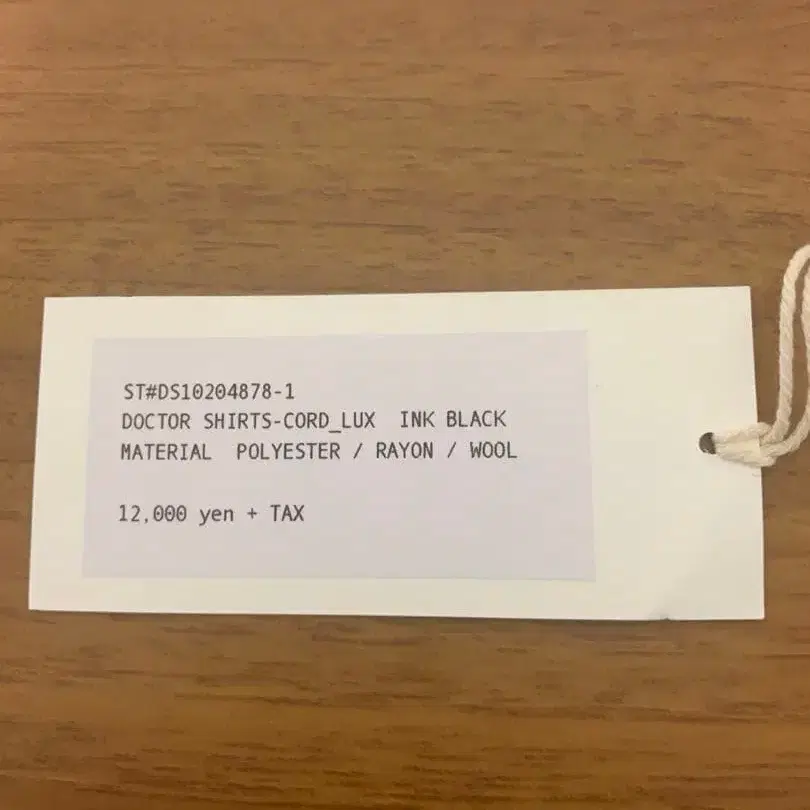 ST#DS10204878-1
DOCTOR SHIRTS-CORD_LUX INK BLACK
MATERIAL POLYESTER / RAYON / WOOL
12,000 yen + TAX